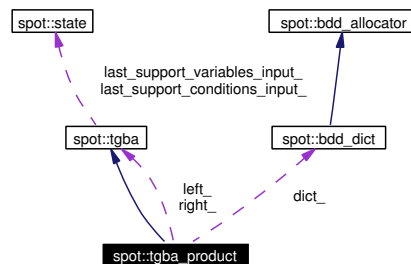 spot::state
spot::bdd_allocator
last_support_variables_input_
last_support_conditions_input_
spot::tgba
spot::bdd_dict
left_
right_
dict_
spot::tgba_product